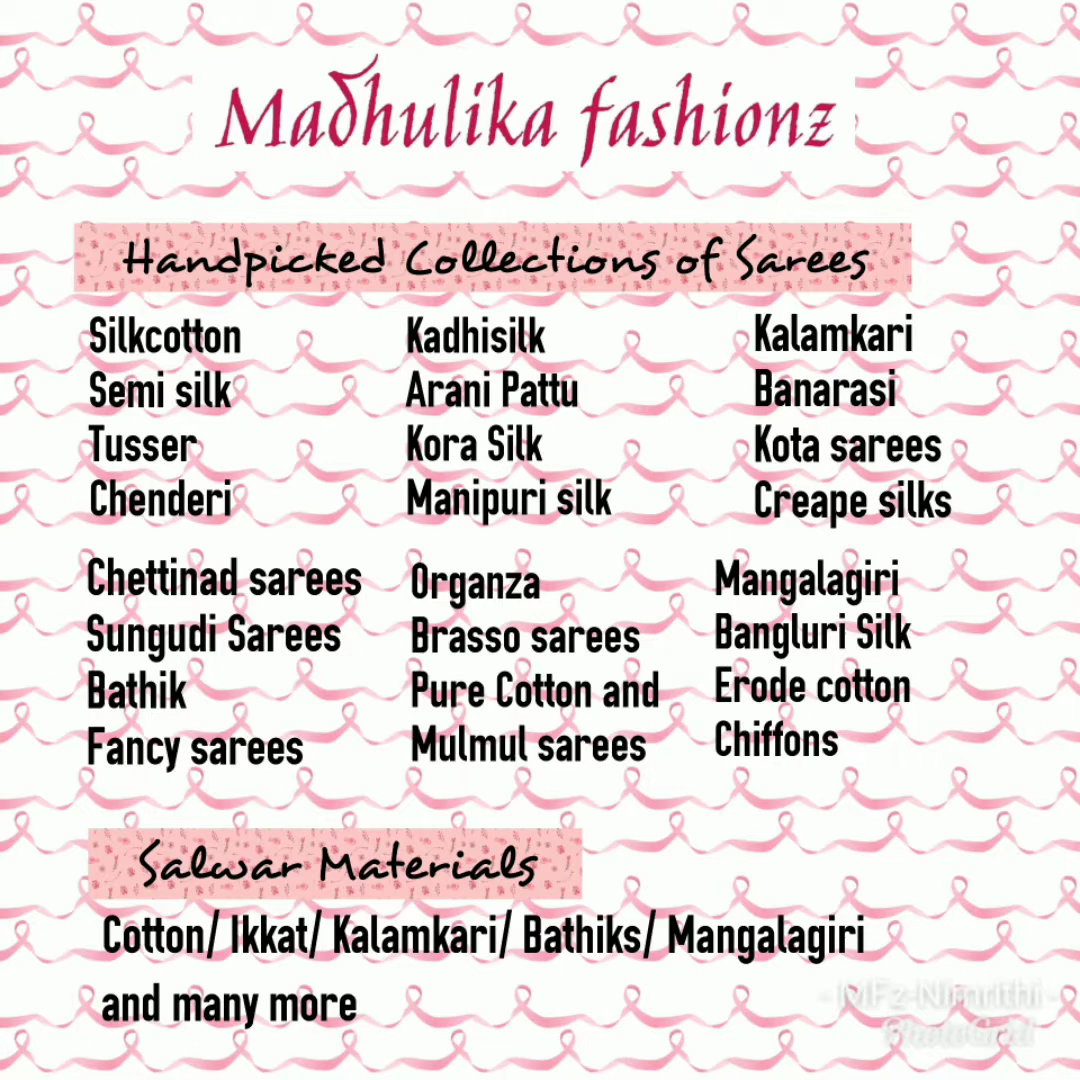 Madhulika fashionz
Handpicked Collections of Sarees
Silkcotton
Semi silk
Tusser
Chenderi
Kadhisilk
Arani Pattu
Kora Silk
Manipuri silk
Kalamkari
Banarasi
Kota sarees
Creape silks
Chettinad sarees
Sungudi Sarees
Bathik
Fancy sarees
Organza
Brasso sarees
Pure Cotton and
Mulmul sarees
Mangalagiri
Bangluri Silk
Erode cotton
Chiffons
Salwar Materials
Cotton/ Ikkat/ Kalamkari/ Bathiks/ Mangalagiri
and many more
- MFz-Nimrithi -